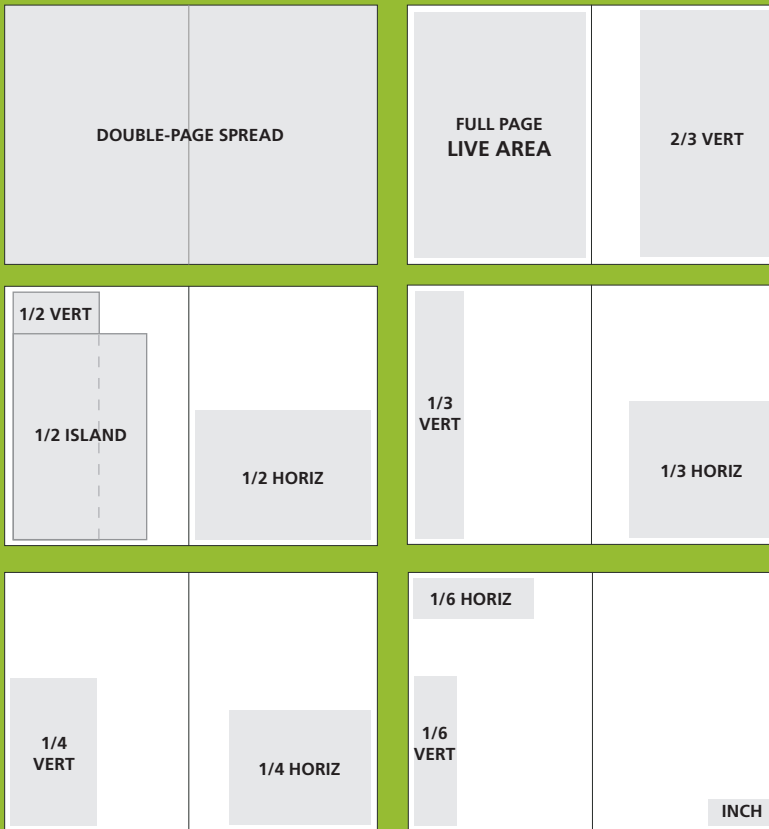 DOUBLE-PAGE SPREAD
FULL PAGE
LIVE AREA
2/3 VERT
1/2 VERT
1/2 ISLAND
1/2 HORIZ
1/3
VERT
1/3 HORIZ
1/4
VERT
1/4 HORIZ
1/6 HORIZ
1/6
VERT
INCH